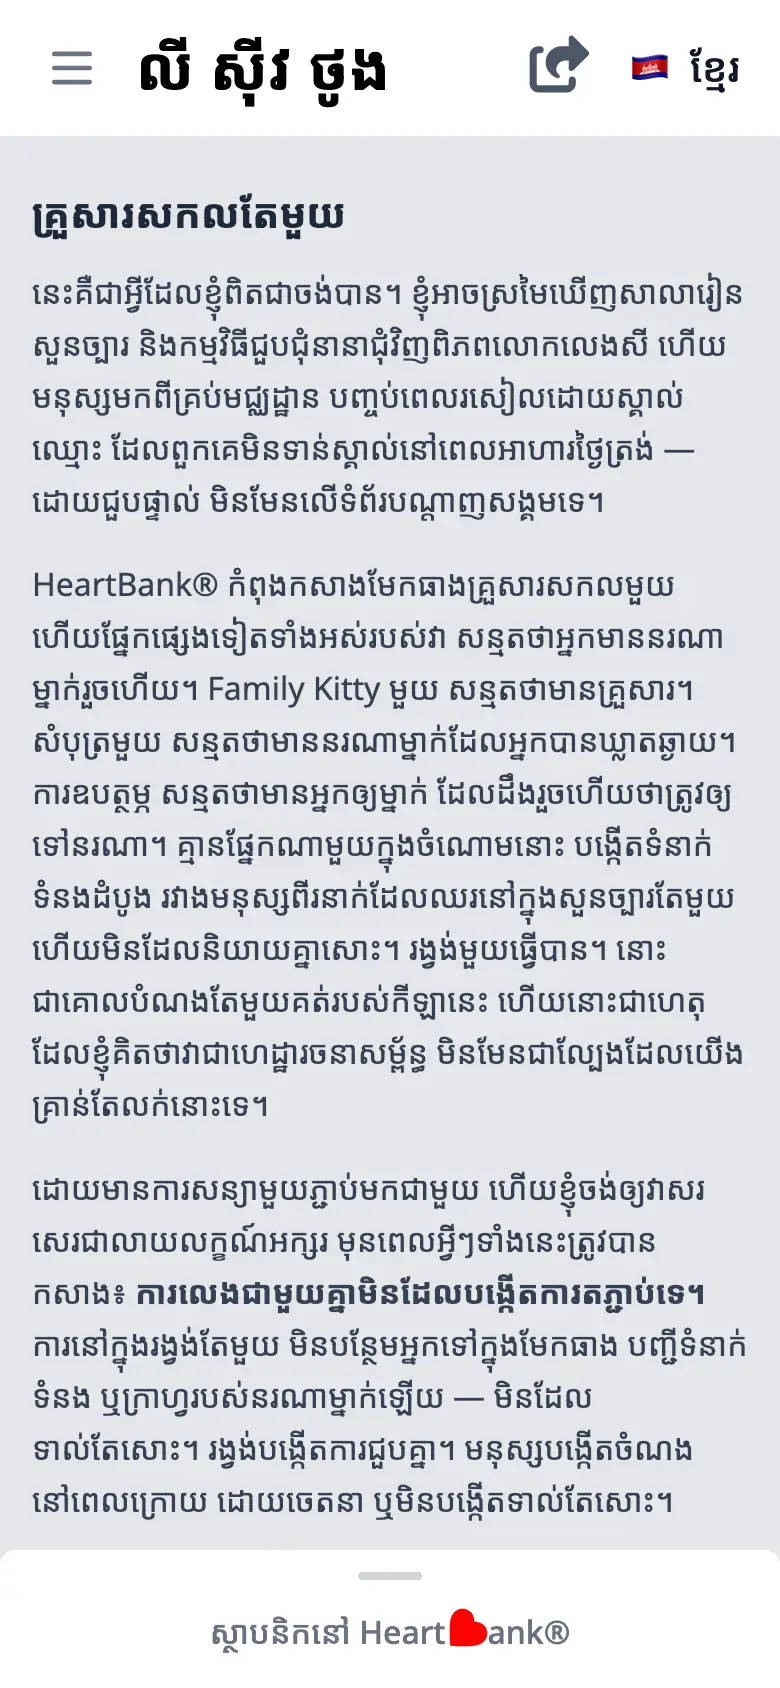 លី ស៊ីវ ថូង
ខ្មែរ
គ្រួសារសកលតែមួយ
នេះគឺជាអ្វីដែលខ្ញុំពិតជាចង់បាន។ ខ្ញុំអាចស្រមៃឃើញសាលារៀន
សួនច្បារ និងកម្មវិធីជួបជុំនានាជុំវិញពិភពលោកលេងសី ហើយ
មនុស្សមកពីគ្រប់មជ្ឈដ្ឋាន បញ្ចប់ពេលរសៀលដោយស្គាល់
ឈ្មោះ ដែលពួកគេមិនទាន់ស្គាល់នៅពេលអាហារថ្ងៃត្រង់ —
ដោយជួបផ្ទាល់ មិនមែនលើទំព័របណ្ដាញសង្គមទេ។
HeartBank® កំពុងកសាងមែកធាងគ្រួសារសកលមួយ
ហើយផ្នែកផ្សេងទៀតទាំងអស់របស់វា សន្មតថាអ្នកមាននរណា
ម្នាក់រួចហើយ។ Family Kitty មួយ សន្មតថាមានគ្រួសារ។
សំបុត្រមួយ សន្មតថាមាននរណាម្នាក់ដែលអ្នកបានឃ្លាតឆ្ងាយ។
ការឧបត្ថម្ភ សន្មតថាមានអ្នកឲ្យម្នាក់ ដែលដឹងរួចហើយថាត្រូវឲ្យ
ទៅនរណា។ គ្មានផ្នែកណាមួយក្នុងចំណោមនោះ បង្កើតទំនាក់
ទំនងដំបូង រវាងមនុស្សពីរនាក់ដែលឈរនៅក្នុងសួនច្បារតែមួយ
ហើយមិនដែលនិយាយគ្នាសោះ។ រង្វង់មួយធ្វើបាន។ នោះ
ជាគោលបំណងតែមួយគត់របស់កីឡានេះ ហើយនោះជាហេតុ
ដែលខ្ញុំគិតថាវាជាហេដ្ឋារចនាសម្ព័ន្ធ មិនមែនជាល្បែងដែលយើង
គ្រាន់តែលក់នោះទេ។
ដោយមានការសន្យាមួយភ្ជាប់មកជាមួយ ហើយខ្ញុំចង់ឲ្យវាសរ
សេរជាលាយលក្ខណ៍អក្សរ មុនពេលអ្វីៗទាំងនេះត្រូវបាន
កសាង៖ ការលេងជាមួយគ្នាមិនដែលបង្កើតការតភ្ជាប់ទេ។
ការនៅក្នុងរង្វង់តែមួយ មិនបន្ថែមអ្នកទៅក្នុងមែកធាង បញ្ជីទំនាក់
ទំនង ឬក្រាហ្វរបស់នរណាម្នាក់ឡើយ — មិនដែល
ទាល់តែសោះ។ រង្វង់បង្កើតការជួបគ្នា។ មនុស្សបង្កើតចំណង
នៅពេលក្រោយ ដោយចេតនា ឬមិនបង្កើតទាល់តែសោះ។
ស្ថាបនិកនៅ Heart ank®